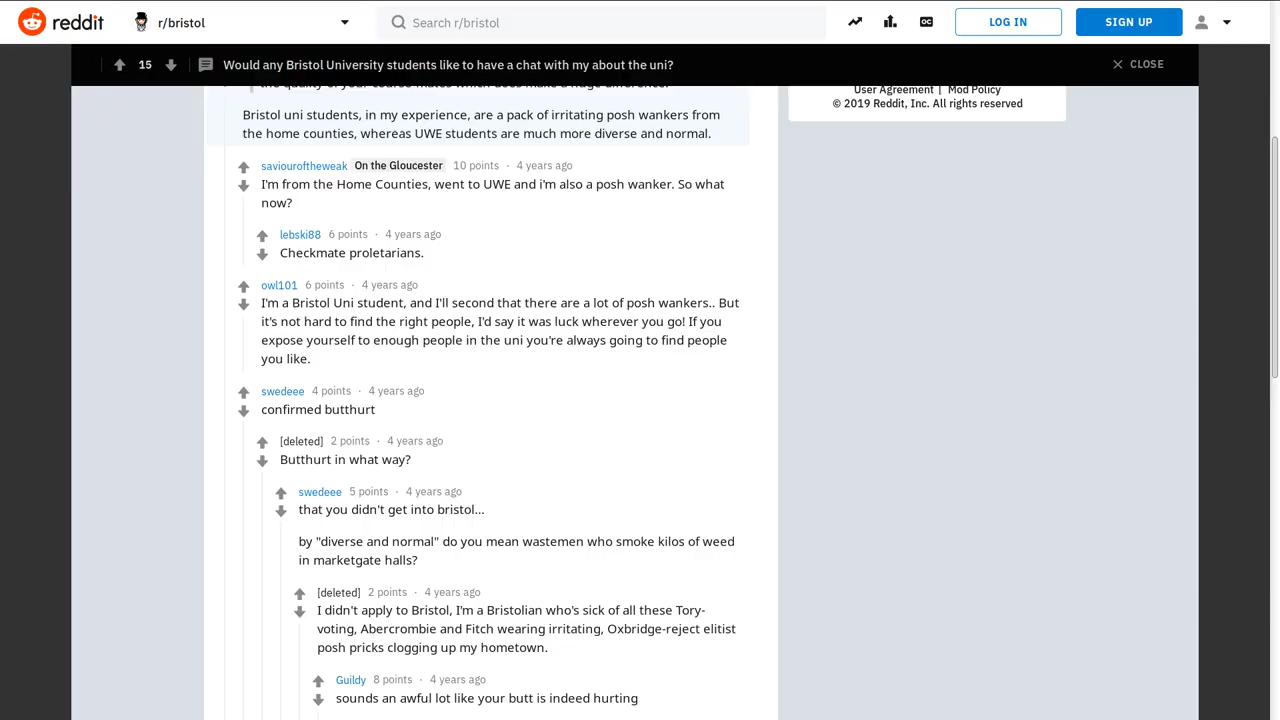 reddit
r/bristol
Search r/bristol
LOG IN
SIGN UP
15
Would any Bristol University students like to have a chat with my about the uni?
CLOSE
User Agreement | Mod Policy
© 2019 Reddit, Inc. All rights reserved
the quality of your course mates which does make a huge difference.
Bristol uni students, in my experience, are a pack of irritating posh wankers from
the home counties, whereas UWE students are much more diverse and normal.
saviouroftheweak On the Gloucester 10 points · 4 years ago
I'm from the Home Counties, went to UWE and i'm also a posh wanker. So what
now?
lebski88 6 points · 4 years ago
Checkmate proletarians.
owl101 6 points · 4 years ago
I'm a Bristol Uni student, and I'll second that there are a lot of posh wankers.. But
it's not hard to find the right people, I'd say it was luck wherever you go! If you
expose yourself to enough people in the uni you're always going to find people
you like.
swedeee 4 points · 4 years ago
confirmed butthurt
[deleted] 2 points · 4 years ago
Butthurt in what way?
swedeee 5 points · 4 years ago
that you didn't get into bristol...
by "diverse and normal" do you mean wastemen who smoke kilos of weed
in marketgate halls?
[deleted] 2 points · 4 years ago
I didn't apply to Bristol, I'm a Bristolian who's sick of all these Tory-
voting, Abercrombie and Fitch wearing irritating, Oxbridge-reject elitist
posh pricks clogging up my hometown.
Guildy 8 points · 4 years ago
sounds an awful lot like your butt is indeed hurting